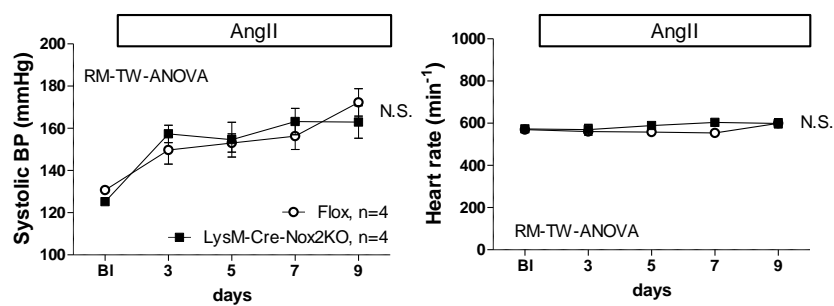 AngII
Systolic BP (mmHg)
200
180
160
140
120
100
RM-TW-ANOVA
N.S.
Flox, n=4
LysM-Cre-Nox2KO, n=4
Bl 3 5 7 9
days
AngII
Heart rate (min⁻¹)
1000
800
600
400
200
0
N.S.
RM-TW-ANOVA
Bl 3 5 7 9
days